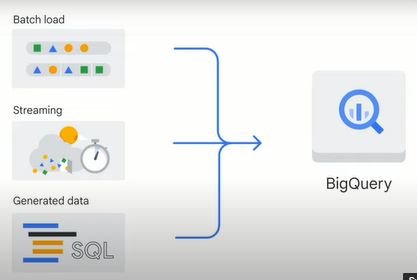 Batch load
Streaming
Generated data
SQL
BigQuery